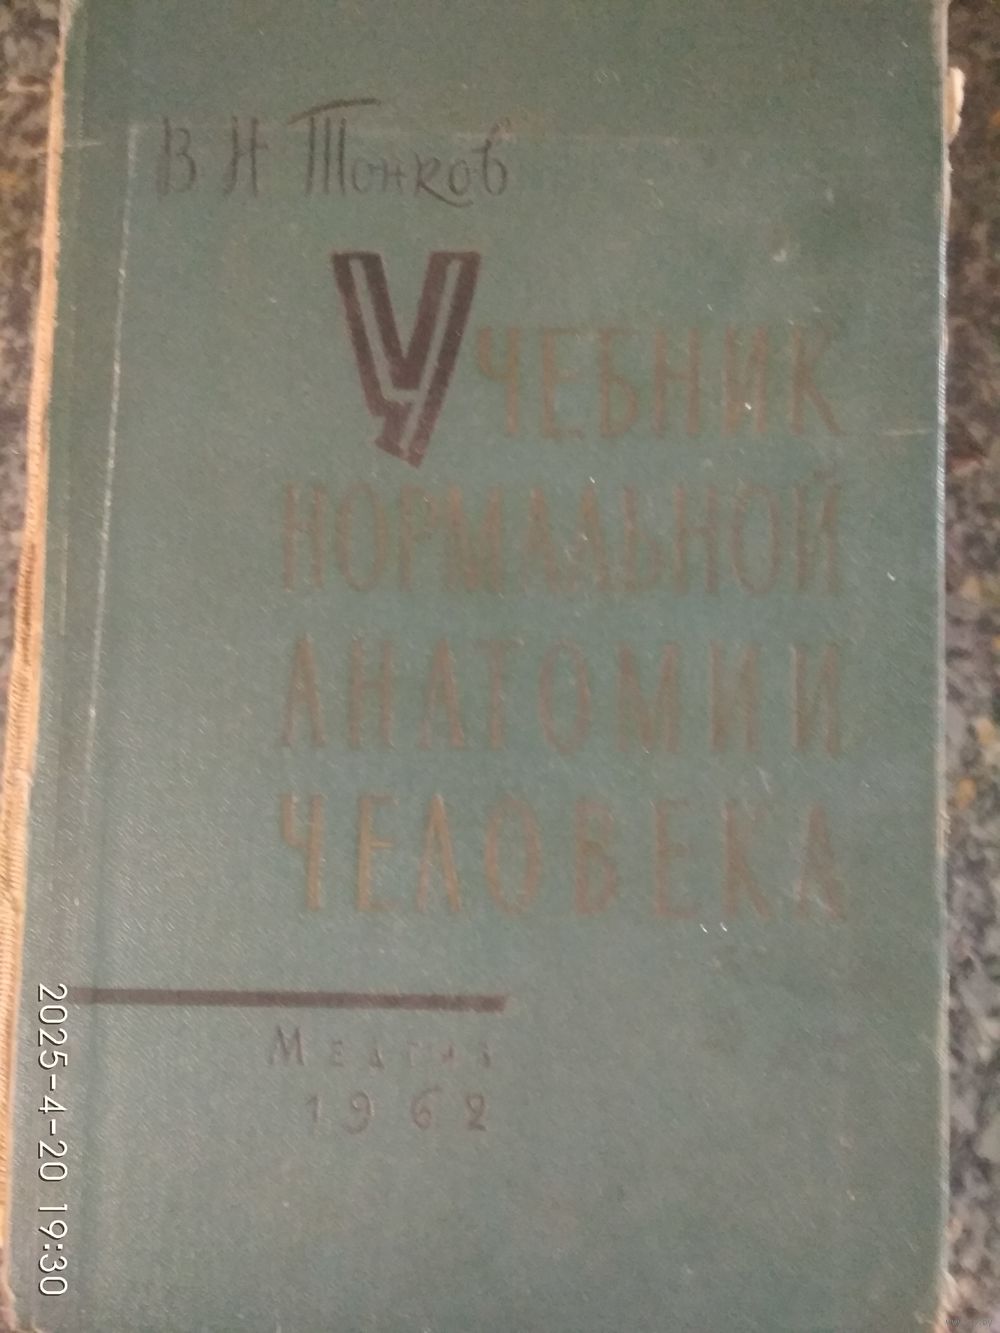 В Н Тонков
Учебник
нормальной
анатомии
человека
Медгиз
1962
2025-4-20 19:30